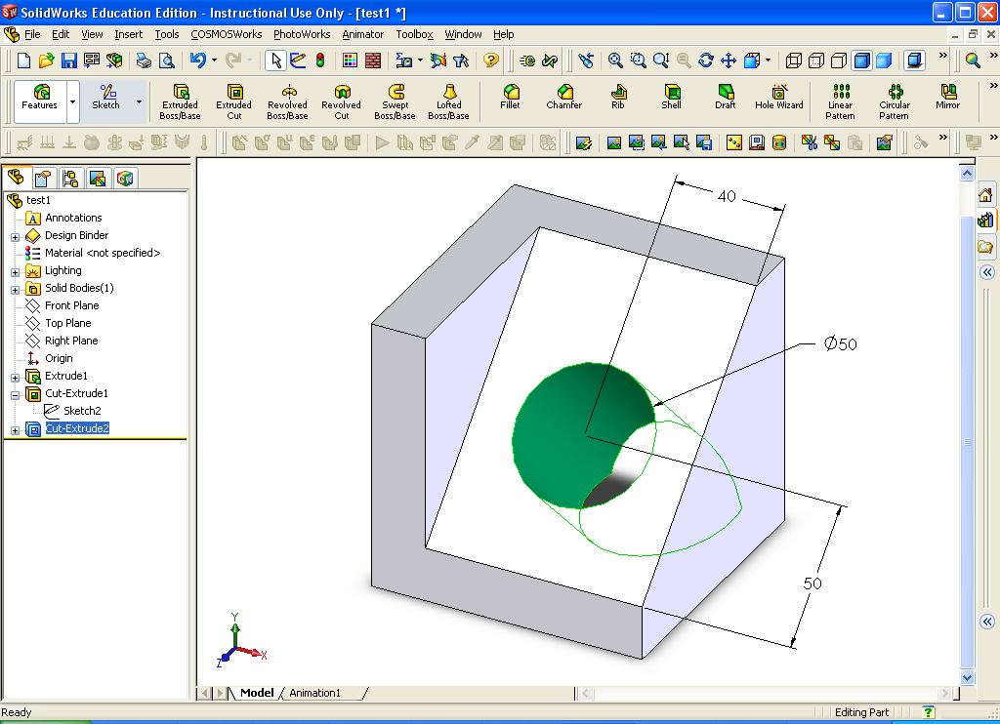 SolidWorks Education Edition - Instructional Use Only - [test1 *]
File Edit View Insert Tools COSMOSWorks PhotoWorks Animator Toolbox Window Help
Features Sketch Extruded Boss/Base Extruded Cut Revolved Boss/Base Revolved Cut Swept Boss/Base Lofted Boss/Base Fillet Chamfer Rib Shell Draft Hole Wizard Linear Pattern Circular Pattern Mirror
test1
Annotations
Design Binder
Material <not specified>
Lighting
Solid Bodies(1)
Front Plane
Top Plane
Right Plane
Origin
Extrude1
Cut-Extrude1
Sketch2
Cut-Extrude2
40
Ø50
50
Y
X
Z
Model Animation1
Ready Editing Part